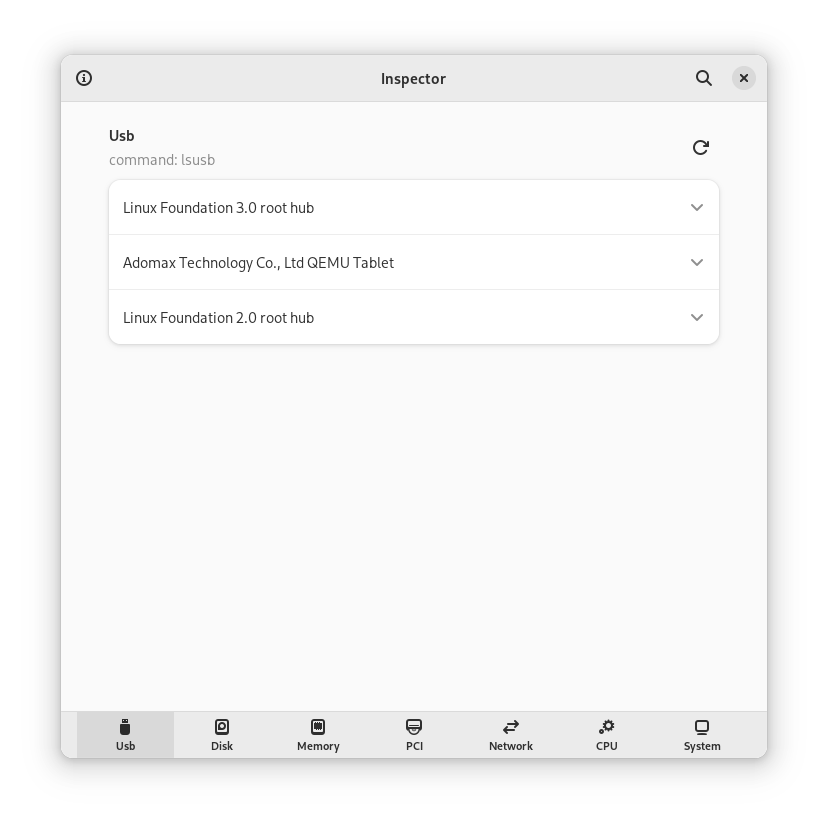 Inspector
Usb
command: lsusb
Linux Foundation 3.0 root hub
Adomax Technology Co., Ltd QEMU Tablet
Linux Foundation 2.0 root hub
Usb
Disk
Memory
PCI
Network
CPU
System